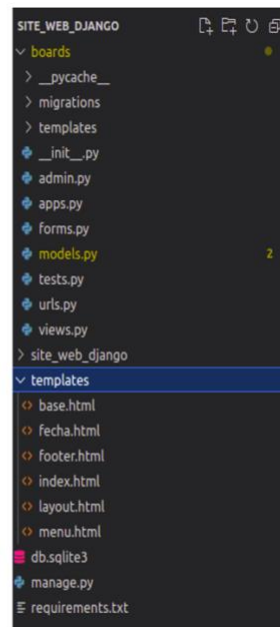 SITE_WEB_DJANGO
boards
__pycache__
migrations
templates
__init__.py
admin.py
apps.py
forms.py
models.py 2
tests.py
urls.py
views.py
site_web_django
templates
base.html
fecha.html
footer.html
index.html
layout.html
menu.html
db.sqlite3
manage.py
requirements.txt